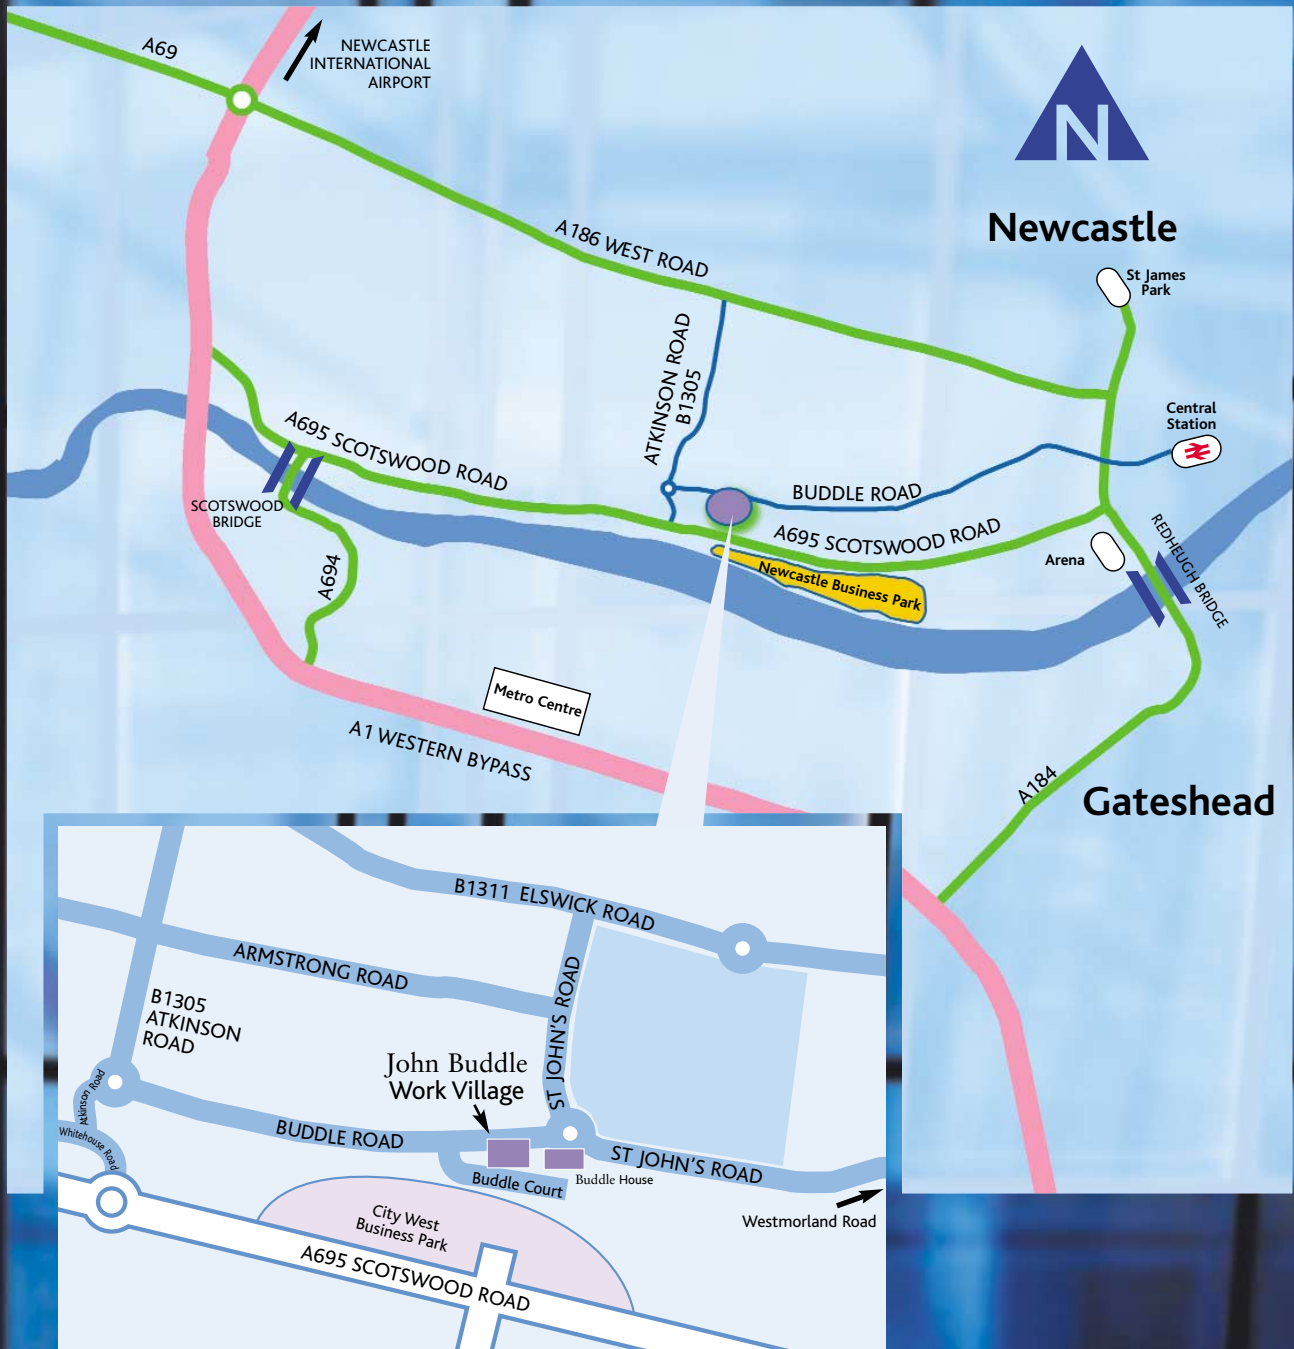 A69
NEWCASTLE
INTERNATIONAL
AIRPORT
N
Newcastle
A186 WEST ROAD
St James
Park
ATKINSON ROAD
B1305
Central
Station
A695 SCOTSWOOD ROAD
SCOTSWOOD
BRIDGE
BUDDLE ROAD
A695 SCOTSWOOD ROAD
REDHEUGH BRIDGE
Arena
Newcastle Business Park
A694
Metro Centre
A1 WESTERN BYPASS
A184
Gateshead
B1311 ELSWICK ROAD
ARMSTRONG ROAD
ST JOHN'S ROAD
B1305
ATKINSON
ROAD
John Buddle
Work Village
Atkinson Road
Whitehouse Road
BUDDLE ROAD
ST JOHN'S ROAD
Buddle House
Buddle Court
Westmorland Road
City West
Business Park
A695 SCOTSWOOD ROAD